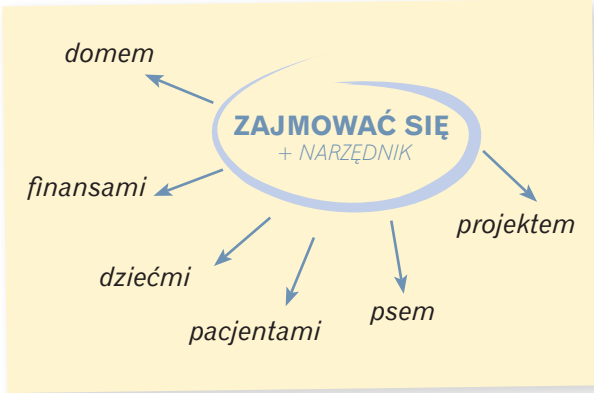 domem
ZAJMOWAĆ SIĘ
+ NARZĘDNIK
finansami
projektem
dziećmi
psem
pacjentami